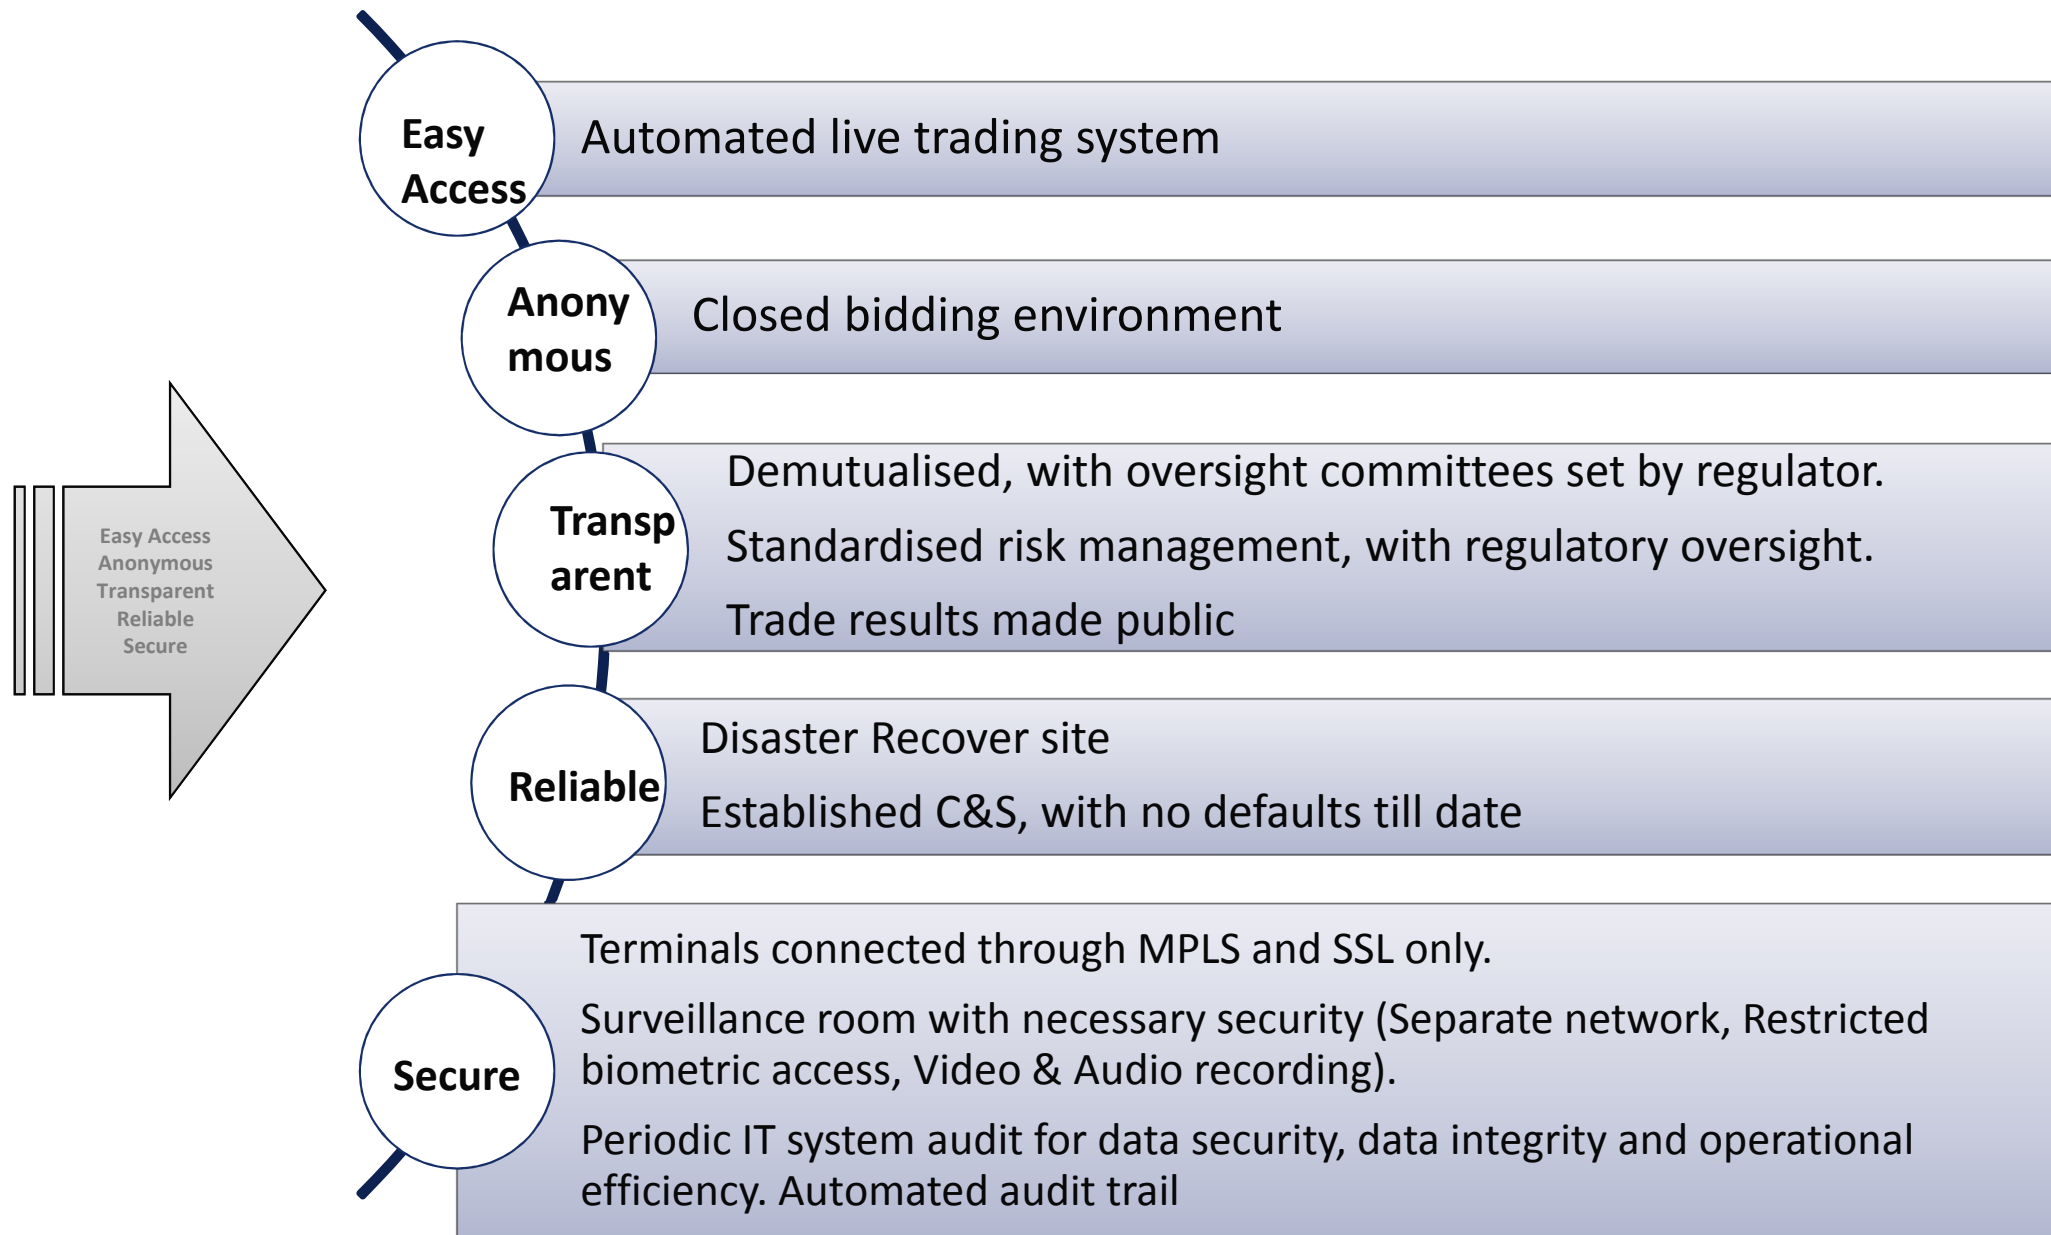 Easy Access
Anonymous
Transparent
Reliable
Secure
Easy
Access
Automated live trading system
Anony
mous
Closed bidding environment
Transp
arent
Demutualised, with oversight committees set by regulator.
Standardised risk management, with regulatory oversight.
Trade results made public
Reliable
Disaster Recover site
Established C&S, with no defaults till date
Secure
Terminals connected through MPLS and SSL only.
Surveillance room with necessary security (Separate network, Restricted
biometric access, Video & Audio recording).
Periodic IT system audit for data security, data integrity and operational
efficiency. Automated audit trail